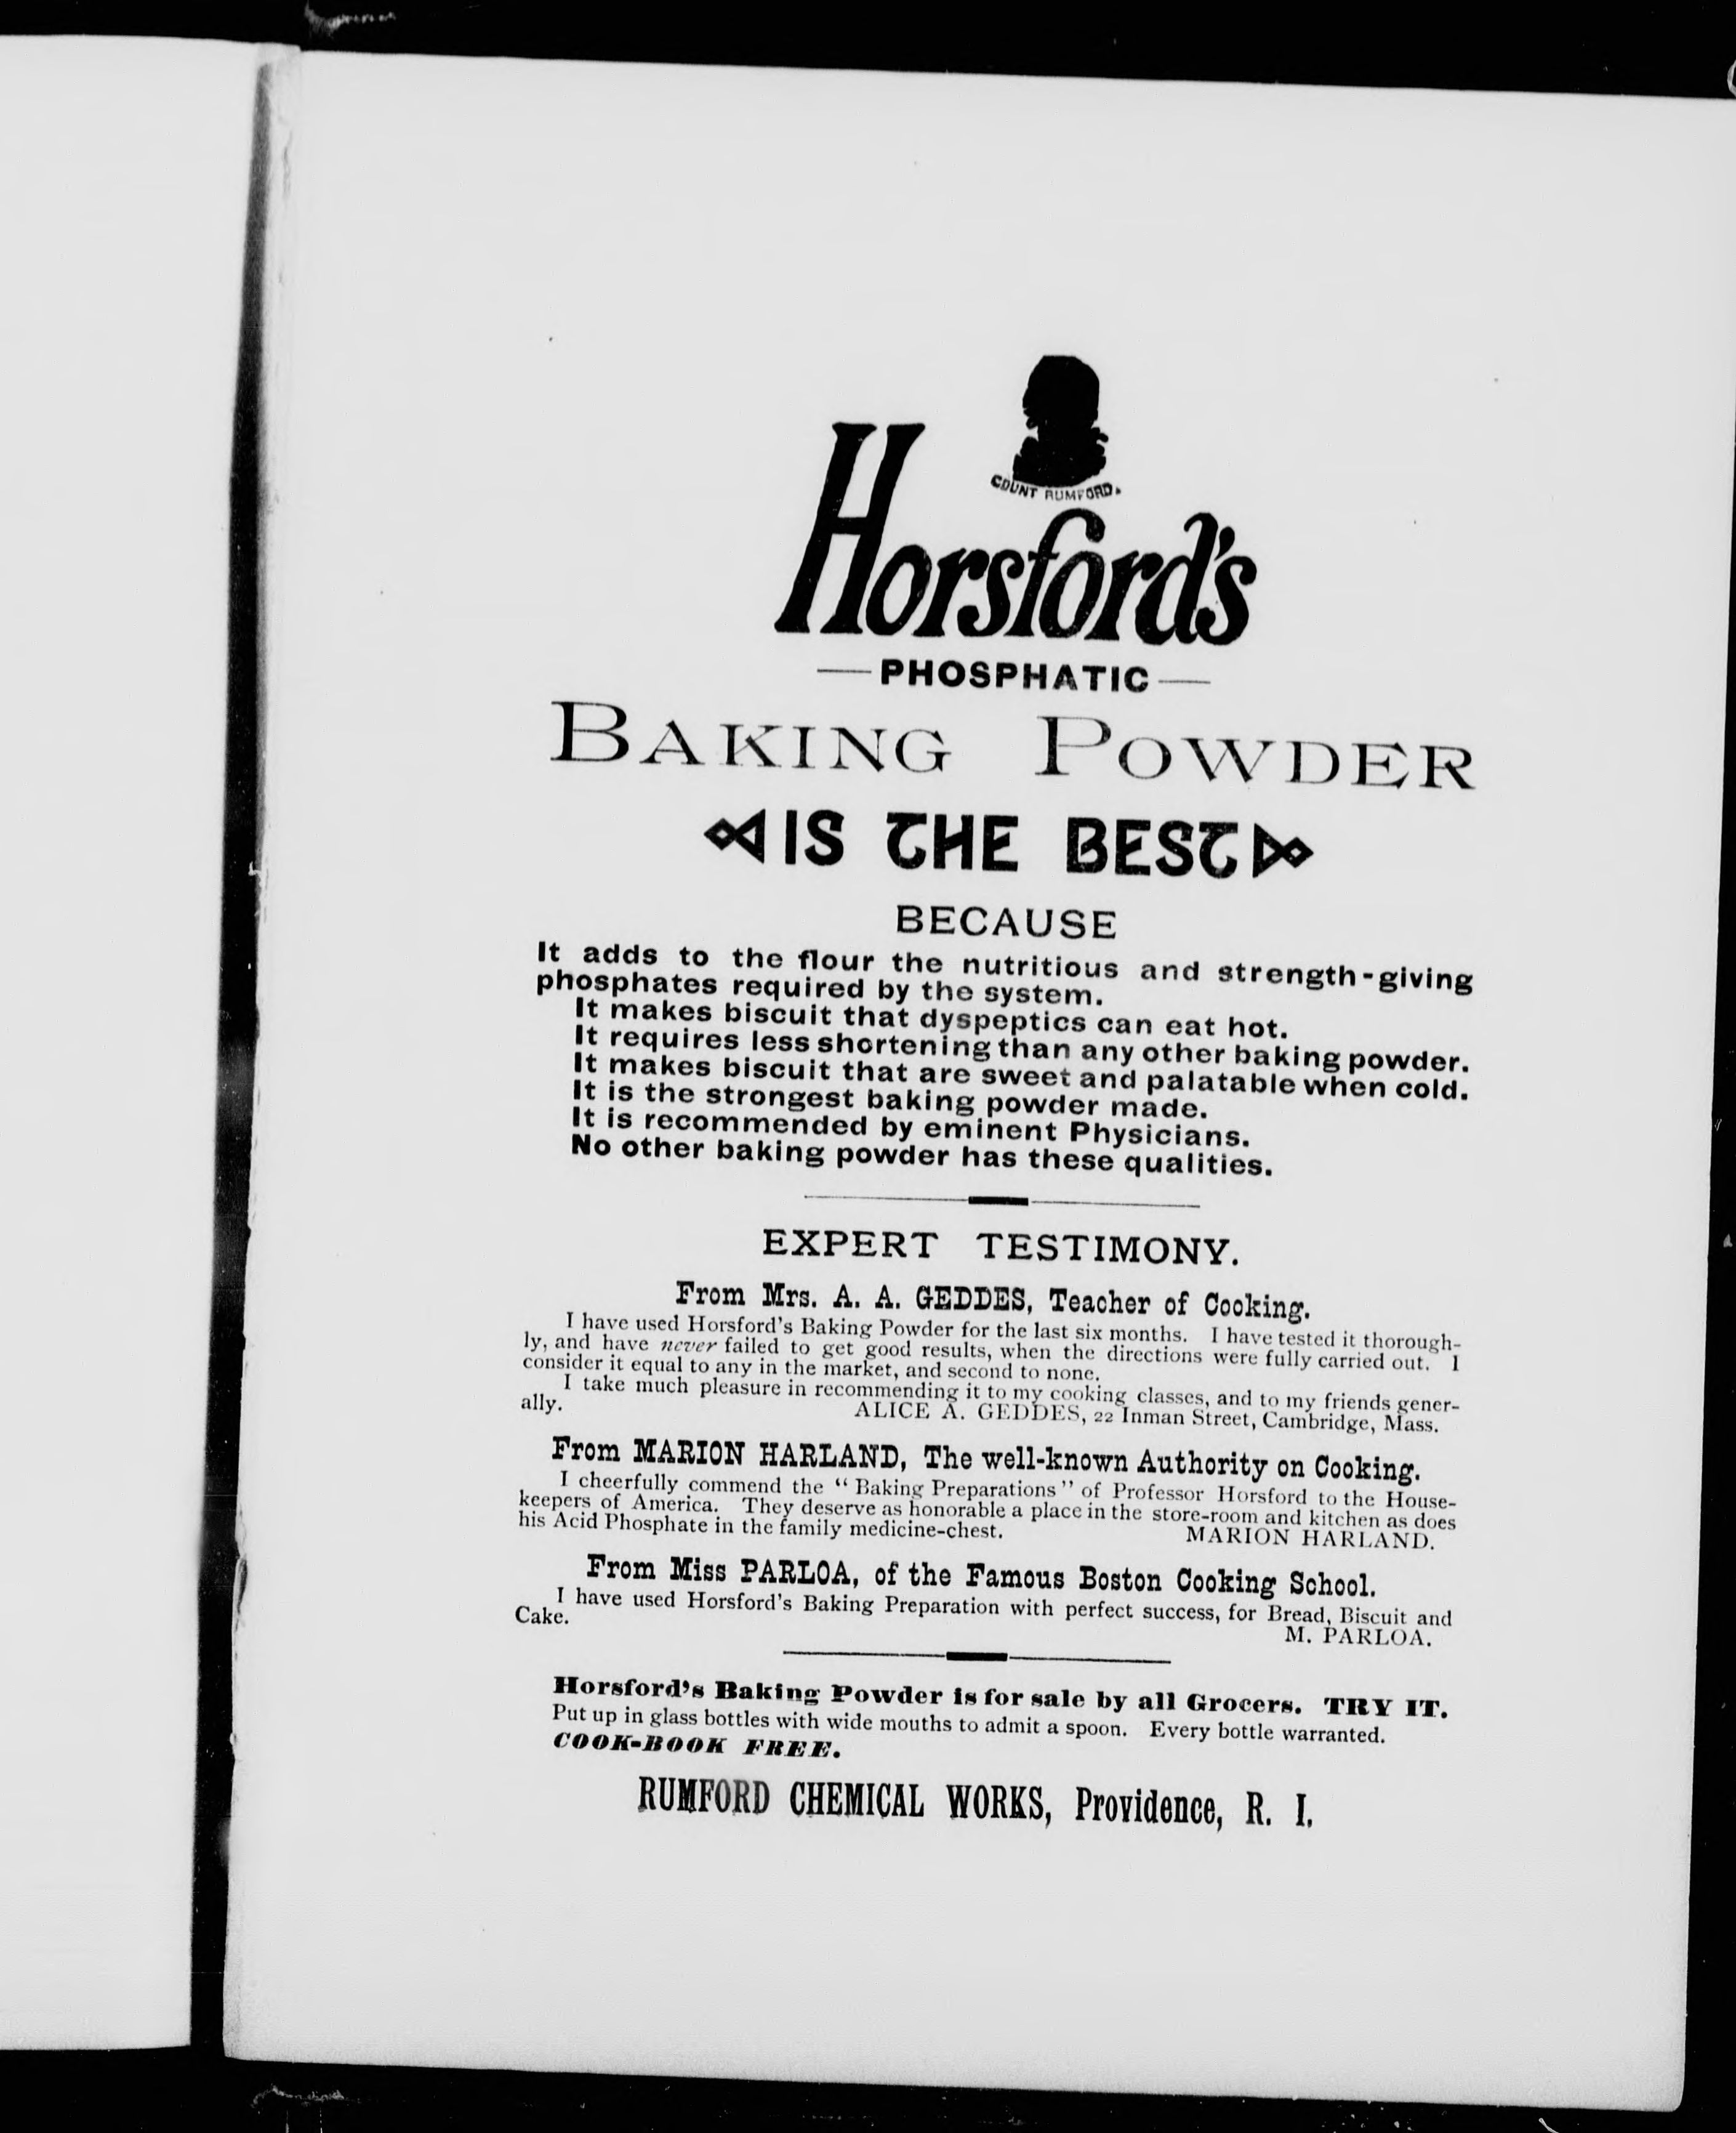 COUNT RUMFORD.
Horsford's
PHOSPHATIC
BAKING POWDER
IS THE BEST
BECAUSE
It adds to the flour the nutritious and strength-giving
phosphates required by the system.
It makes biscuit that dyspeptics can eat hot.
It requires less shortening than any other baking powder.
It makes biscuit that are sweet and palatable when cold.
It is the strongest baking powder made.
It is recommended by eminent Physicians.
No other baking powder has these qualities.
EXPERT TESTIMONY.
From Mrs. A. A. GEDDES, Teacher of Cooking.
I have used Horsford's Baking Powder for the last six months. I have tested it thorough-
ly, and have never failed to get good results, when the directions were fully carried out. I
consider it equal to any in the market, and second to none.
I take much pleasure in recommending it to my cooking classes, and to my friends gener-
ally. ALICE A. GEDDES, 22 Inman Street, Cambridge, Mass.
From MARION HARLAND, The well-known Authority on Cooking.
I cheerfully commend the "Baking Preparations" of Professor Horsford to the House-
keepers of America. They deserve as honorable a place in the store-room and kitchen as does
his Acid Phosphate in the family medicine-chest. MARION HARLAND.
From Miss PARLOA, of the Famous Boston Cooking School.
I have used Horsford's Baking Preparation with perfect success, for Bread, Biscuit and
Cake. M. PARLOA.
Horsford's Baking Powder is for sale by all Grocers. TRY IT.
Put up in glass bottles with wide mouths to admit a spoon. Every bottle warranted.
COOK-BOOK FREE.
RUMFORD CHEMICAL WORKS, Providence, R. I.